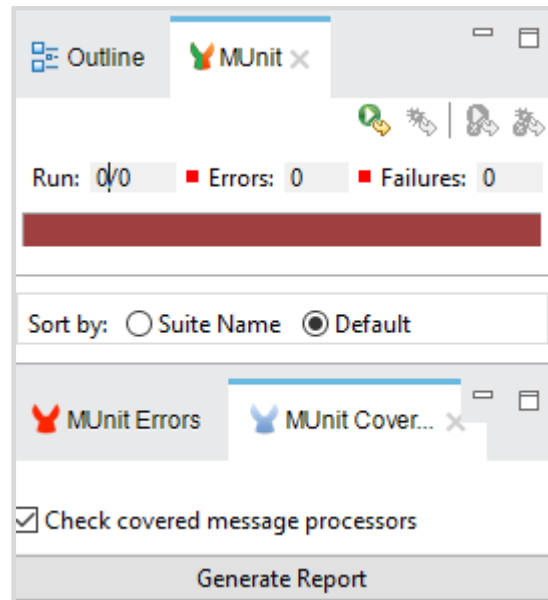 Outline MUnit
Run: 0/0 Errors: 0 Failures: 0
Sort by: Suite Name Default
MUnit Errors MUnit Cover...
Check covered message processors
Generate Report